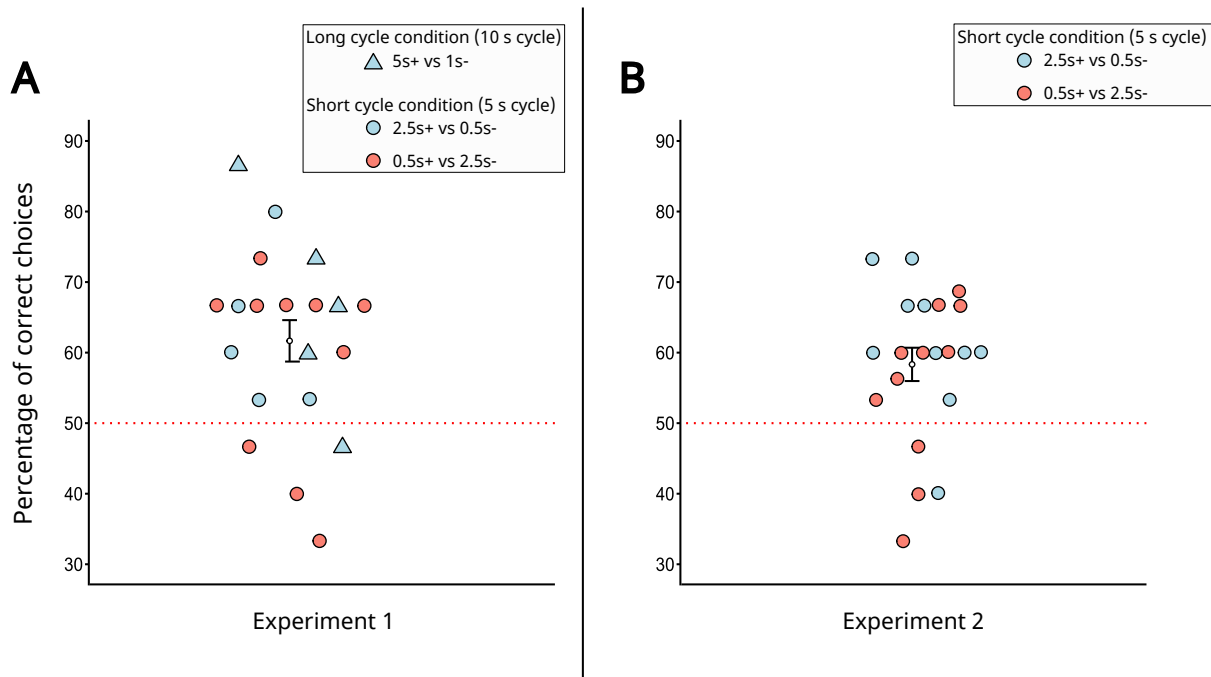 A
Long cycle condition (10 s cycle)
5s+ vs 1s-
Short cycle condition (5 s cycle)
2.5s+ vs 0.5s-
0.5s+ vs 2.5s-
Percentage of correct choices
90
80
70
60
50
40
30
Experiment 1
B
Short cycle condition (5 s cycle)
2.5s+ vs 0.5s-
0.5s+ vs 2.5s-
90
80
70
60
50
40
30
Experiment 2